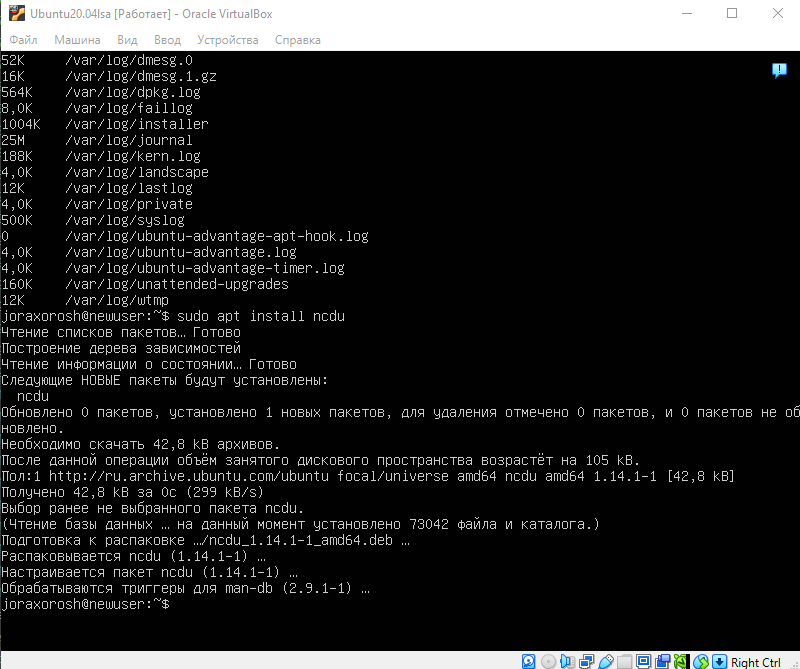 Ubuntu20.04lsa [Работает] - Oracle VirtualBox
Файл Машина Вид Ввод Устройства Справка
52K /var/log/dmesg.0
16K /var/log/dmesg.1.gz
564K /var/log/dpkg.log
8,0K /var/log/faillog
1004K /var/log/installer
25M /var/log/journal
188K /var/log/kern.log
4,0K /var/log/landscape
12K /var/log/lastlog
4,0K /var/log/private
500K /var/log/syslog
0 /var/log/ubuntu-advantage-apt-hook.log
4,0K /var/log/ubuntu-advantage.log
4,0K /var/log/ubuntu-advantage-timer.log
160K /var/log/unattended-upgrades
12K /var/log/wtmp
joraxorosh@newuser:~$ sudo apt install ncdu
Чтение списков пакетов… Готово
Построение дерева зависимостей
Чтение информации о состоянии… Готово
Следующие НОВЫЕ пакеты будут установлены:
ncdu
Обновлено 0 пакетов, установлено 1 новых пакетов, для удаления отмечено 0 пакетов, и 0 пакетов не об
новлено.
Необходимо скачать 42,8 kB архивов.
После данной операции объём занятого дискового пространства возрастёт на 105 kB.
Пол:1 http://ru.archive.ubuntu.com/ubuntu focal/universe amd64 ncdu amd64 1.14.1-1 [42,8 kB]
Получено 42,8 kB за 0с (299 kB/s)
Выбор ранее не выбранного пакета ncdu.
(Чтение базы данных … на данный момент установлено 73042 файла и каталога.)
Подготовка к распаковке …/ncdu_1.14.1-1_amd64.deb …
Распаковывается ncdu (1.14.1-1) …
Настраивается пакет ncdu (1.14.1-1) …
Обрабатываются триггеры для man-db (2.9.1-1) …
joraxorosh@newuser:~$
Right Ctrl